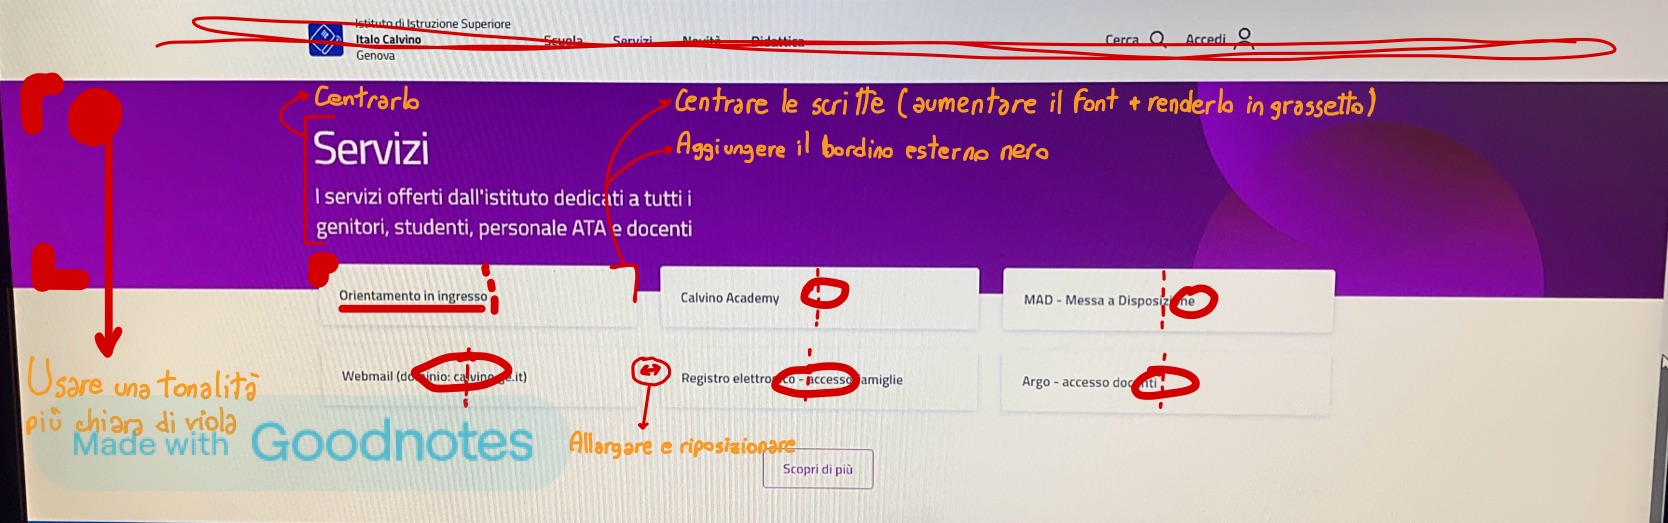 Istituto di Istruzione Superiore
Italo Calvino
Genova
Scuola Servizi Novità Didattica
Cerca Accedi
Centrarlo
Centrare le scritte (aumentare il font + renderlo in grassetto)
Aggiungere il bordino esterno nero
Servizi
I servizi offerti dall'istituto dedicati a tutti i
genitori, studenti, personale ATA e docenti
Orientamento in ingresso
Calvino Academy
MAD - Messa a Disposizione
Webmail (dominio: calvino.ge.it)
Registro elettronico - accesso famiglie
Argo - accesso docenti
Usare una tonalità
più chiara di viola
Made with Goodnotes
Allargare e riposizionare
Scopri di più